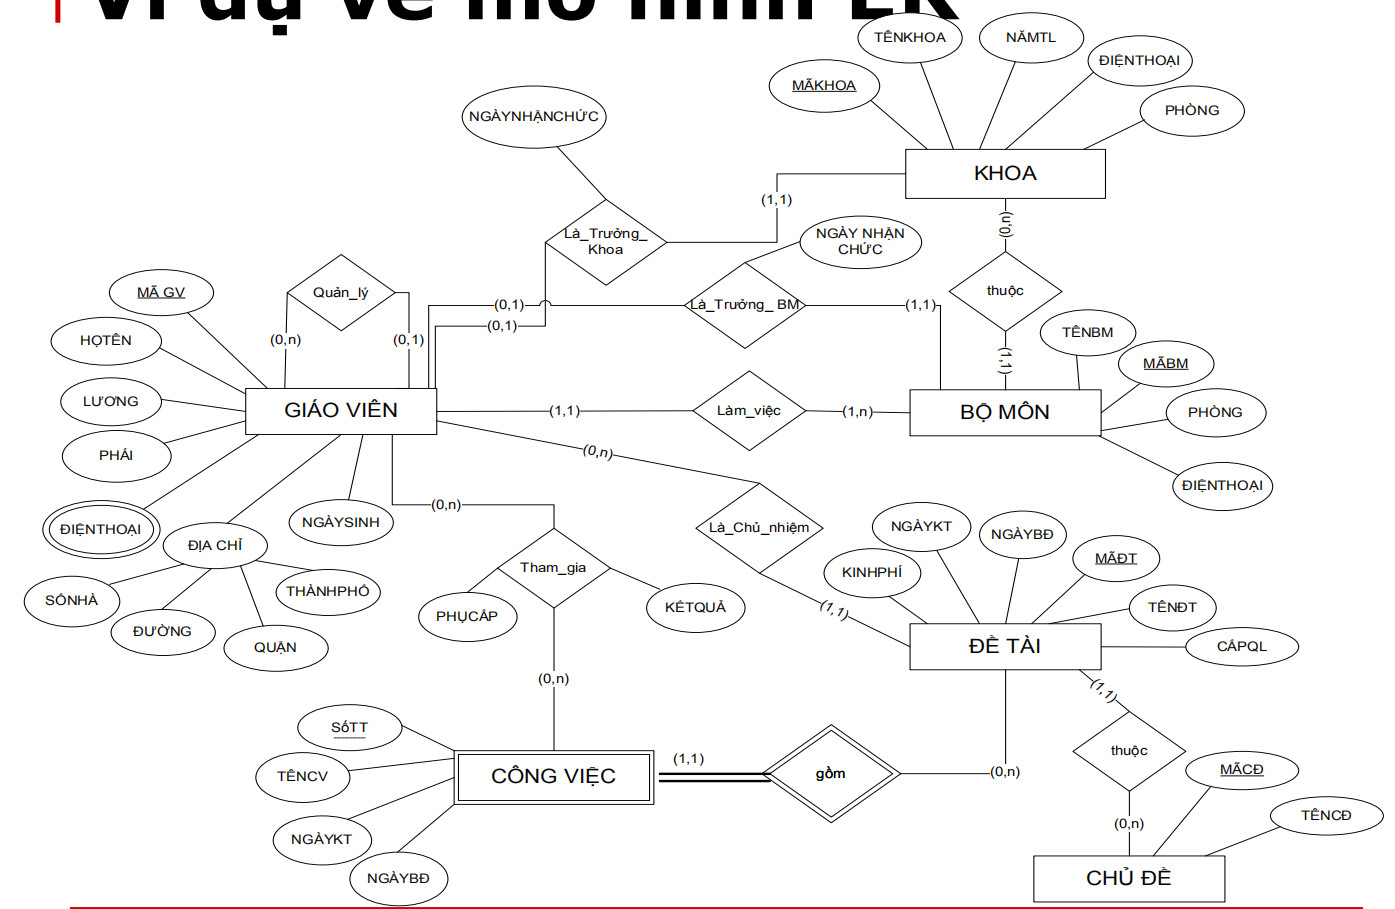 Ví dụ về mô hình ER
TÊNKHOA
NĂMTL
ĐIỆNTHOẠI
MÃKHOA
PHÒNG
NGÀYNHẬNCHỨC
KHOA
(1,1)
(0,n)
Là_Trưởng_
Khoa
NGÀY NHẬN
CHỨC
MÃ GV
Quản_lý
thuộc
(0,1)
Là_Trưởng_ BM
(1,1)
(0,1)
(0,n)
(0,1)
HỌTÊN
TÊNBM
(1,1)
MÃBM
LƯƠNG
GIÁO VIÊN
(1,1)
Làm_việc
(1,n)
BỘ MÔN
PHÒNG
PHÁI
(0,n)
ĐIỆNTHOẠI
(0,n)
ĐIỆNTHOẠI
NGÀYSINH
Là_Chủ_nhiệm
NGÀYKT
NGÀYBĐ
ĐỊA CHỈ
MÃĐT
Tham_gia
KINHPHÍ
SỐNHÀ
THÀNHPHỐ
PHỤCẤP
KẾTQUẢ
(1,1)
TÊNĐT
ĐƯỜNG
QUẬN
ĐỀ TÀI
CẤPQL
(0,n)
(1,1)
SốTT
thuộc
TÊNCV
CÔNG VIỆC
(1,1)
gồm
(0,n)
MÃCĐ
NGÀYKT
(0,n)
TÊNCĐ
NGÀYBĐ
CHỦ ĐỀ